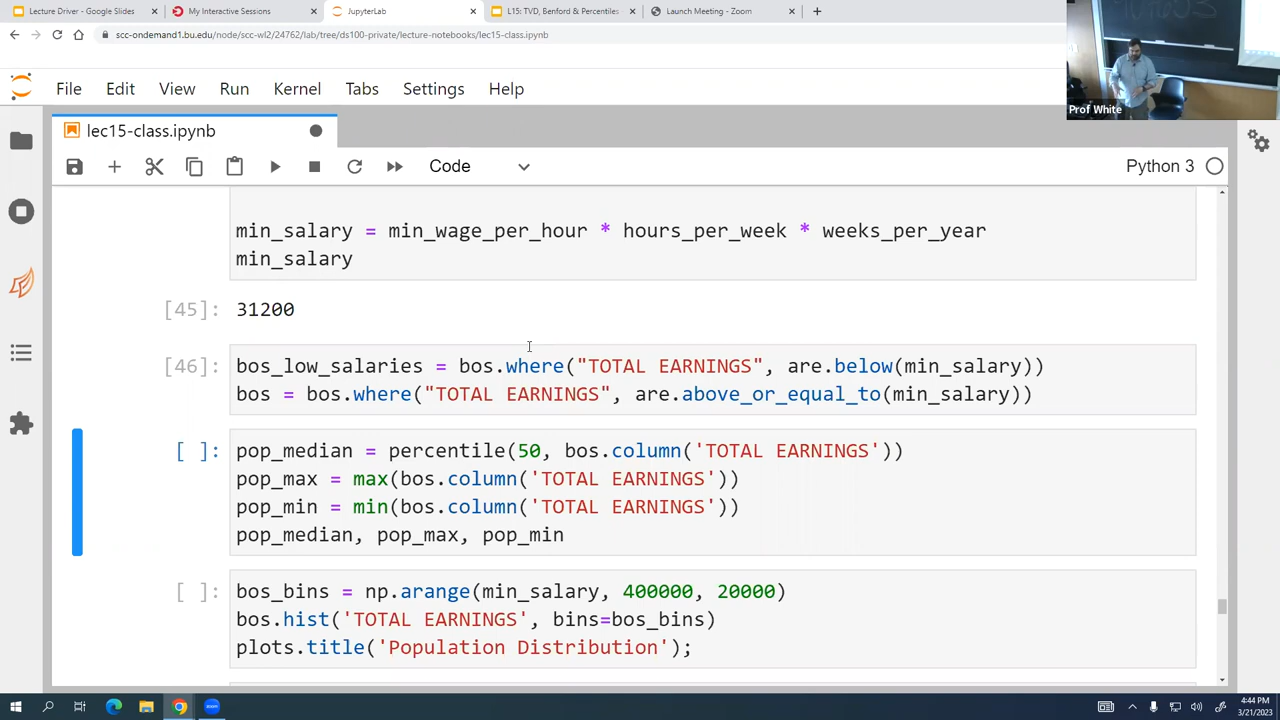 Lecture Driver - Google Slides
My Interactive Sessions
JupyterLab
L15: TVD, Benford & Percentiles
Launch Meeting - Zoom
scc-ondemand1.bu.edu/node/scc-wl2/24762/lab/tree/ds100-private/lecture-notebooks/lec15-class.ipynb
Prof White
File Edit View Run Kernel Tabs Settings Help
lec15-class.ipynb
Code
Python 3
min_salary = min_wage_per_hour * hours_per_week * weeks_per_year
min_salary
[45]: 31200
[46]: bos_low_salaries = bos.where("TOTAL EARNINGS", are.below(min_salary))
bos = bos.where("TOTAL EARNINGS", are.above_or_equal_to(min_salary))
[ ]: pop_median = percentile(50, bos.column('TOTAL EARNINGS'))
pop_max = max(bos.column('TOTAL EARNINGS'))
pop_min = min(bos.column('TOTAL EARNINGS'))
pop_median, pop_max, pop_min
[ ]: bos_bins = np.arange(min_salary, 400000, 20000)
bos.hist('TOTAL EARNINGS', bins=bos_bins)
plots.title('Population Distribution');
4:44 PM
3/21/2023